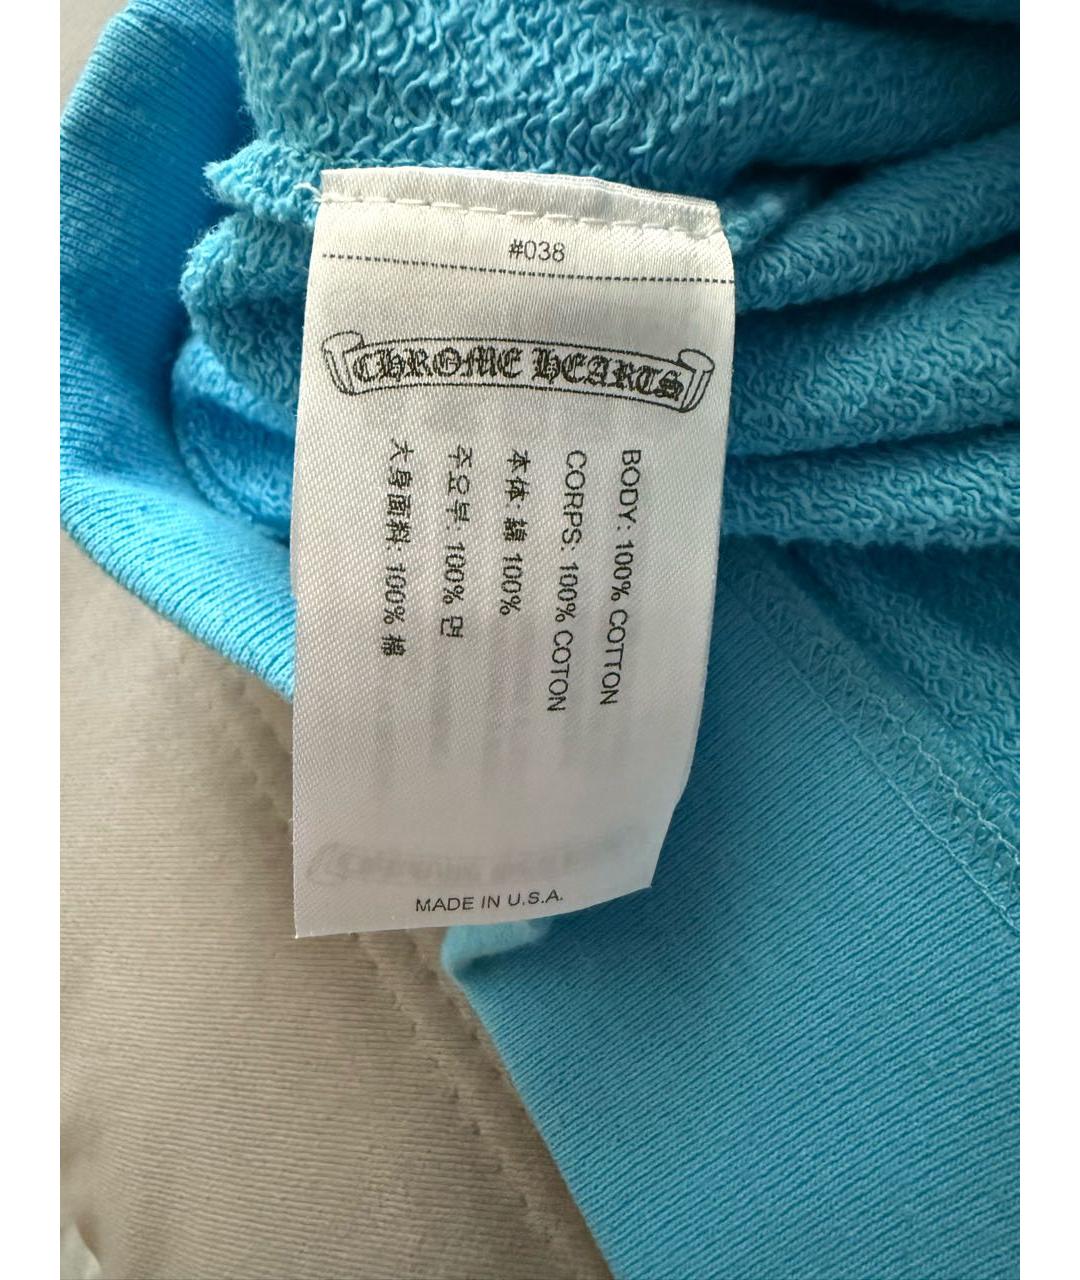 #038
CHROME HEARTS
BODY: 100% COTTON
CORPS: 100% COTON
本体: 綿 100%
주요부: 100% 면
大身面料: 100% 棉
MADE IN U.S.A.